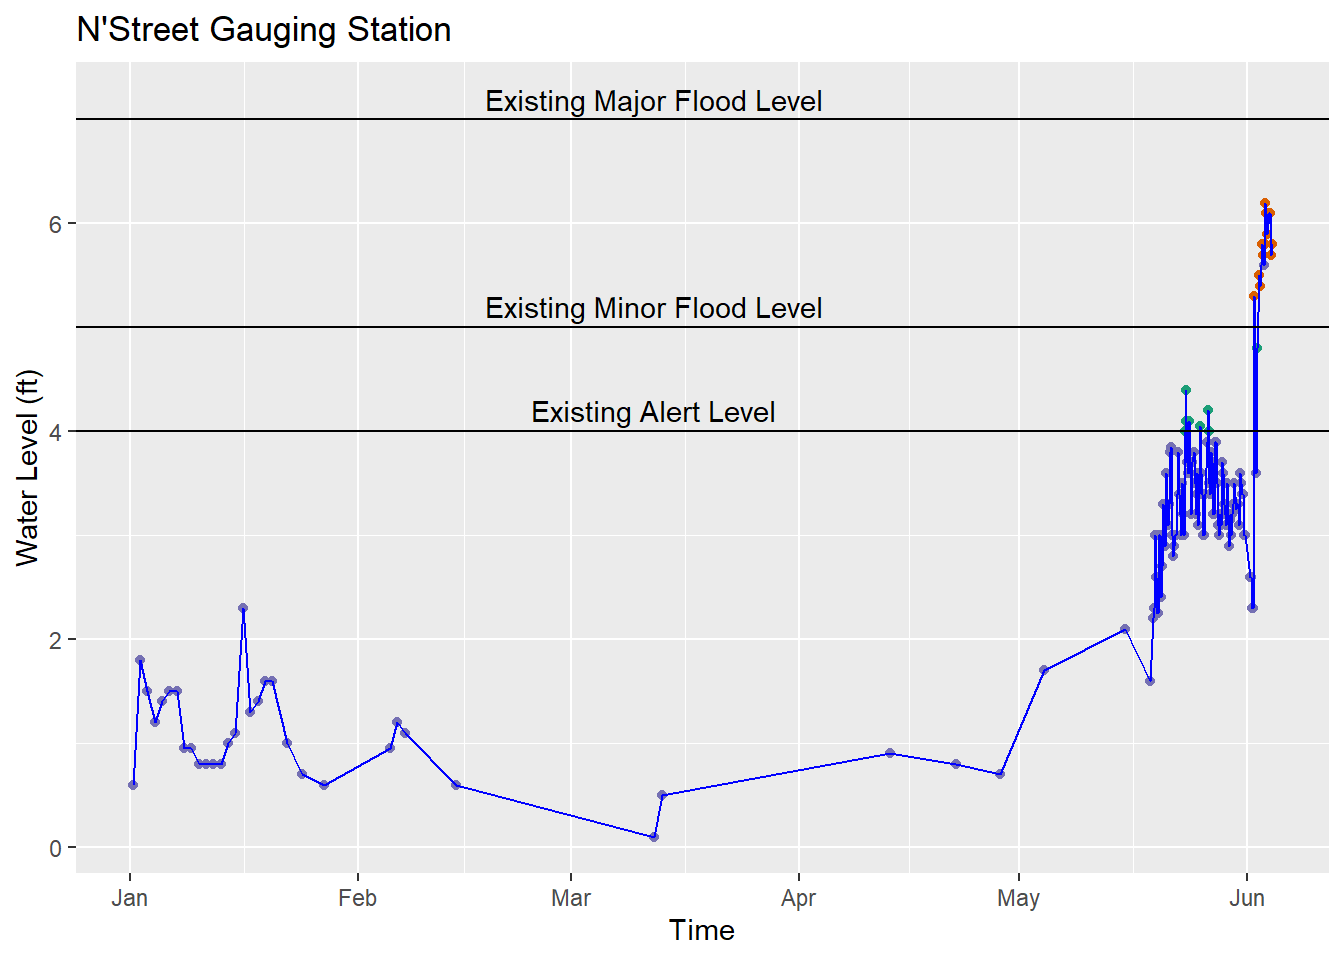 N'Street Gauging Station
Existing Major Flood Level
Existing Minor Flood Level
Existing Alert Level
Water Level (ft)
6
4
2
0
Jan Feb Mar Apr May Jun
Time